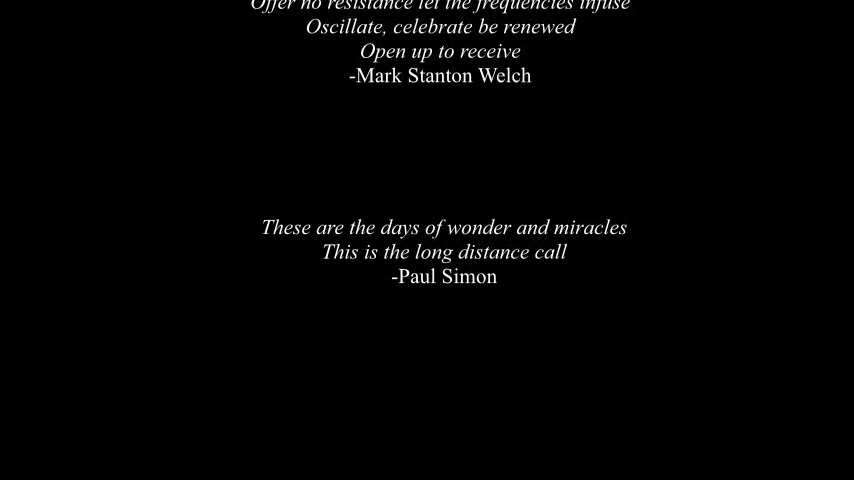 Offer no resistance let the frequencies infuse
Oscillate, celebrate be renewed
Open up to receive
-Mark Stanton Welch
These are the days of wonder and miracles
This is the long distance call
-Paul Simon